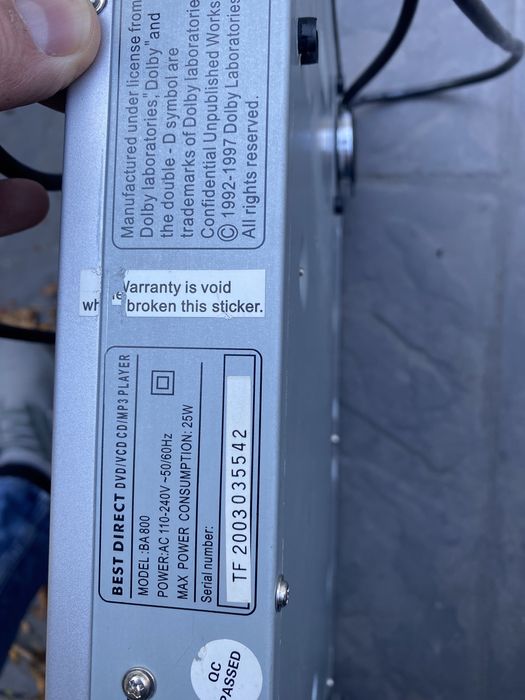 Manufactured under license from
Dolby laboratories,"Dolby"and
the double - D symbol are
trademarks of Dolby laboratorie
Confidential Unpublished Works
© 1992-1997 Dolby Laboratories
All rights reserved.
Warranty is void
broken this sticker.
BEST DIRECT DVD/VCD CD/MP3 PLAYER
MODEL :BA 800
POWER:AC 110-240V ~50/60Hz
MAX POWER CONSUMPTION: 25W
Serial number:
TF 2003035542
QC
PASSED